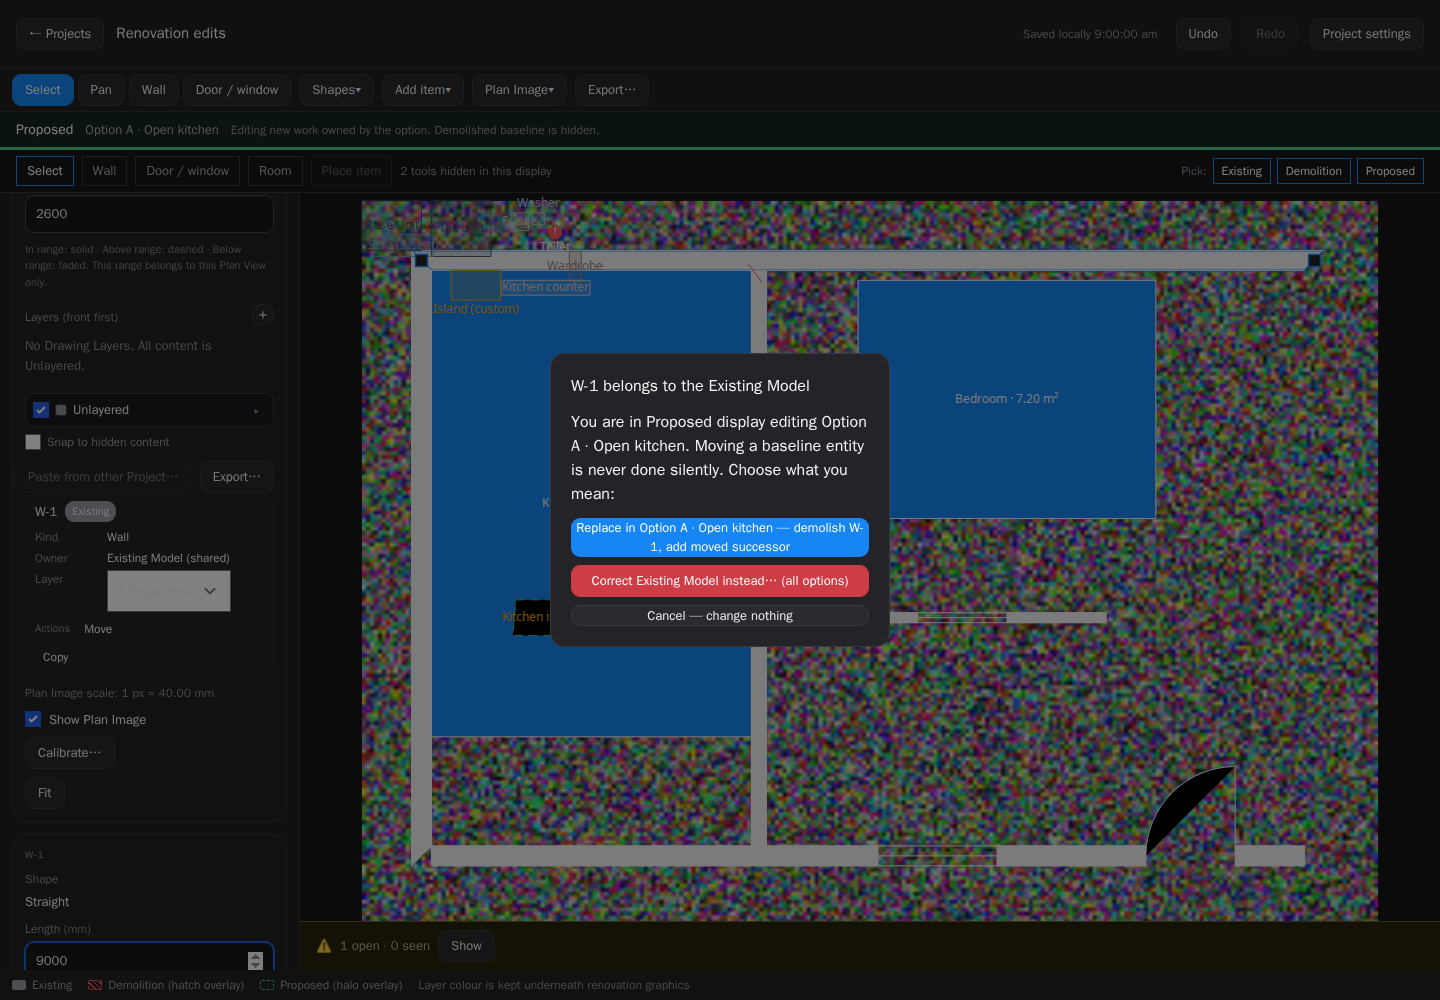 ← Projects
Renovation edits
Saved locally 9:00:00 am
Undo
Redo
Project settings
Select
Pan
Wall
Door / window
Shapes▾
Add item▾
Plan Image▾
Export⋯
Proposed
Option A · Open kitchen
Editing new work owned by the option. Demolished baseline is hidden.
Select
Wall
Door / window
Room
Place item
2 tools hidden in this display
Pick:
Existing
Demolition
Proposed
2600
In range: solid · Above range: dashed · Below
range: faded. This range belongs to this Plan View
only.
Layers (front first)
+
No Drawing Layers. All content is
Unlayered.
Unlayered
Snap to hidden content
Paste from other Project⋯
Export⋯
W-1
Existing
Kind
Wall
Owner
Existing Model (shared)
Layer
Unlayered
Actions
Move
Copy
Plan Image scale: 1 px = 40.00 mm
Show Plan Image
Calibrate⋯
Fit
W-1
Shape
Straight
Length (mm)
9000
Washer
Toilet
Wardrobe
Kitchen counter
Island (custom)
Bedroom · 7.20 m²
W-1 belongs to the Existing Model
You are in Proposed display editing Option
A · Open kitchen. Moving a baseline entity
is never done silently. Choose what you
mean:
Replace in Option A · Open kitchen — demolish W-
1, add moved successor
Correct Existing Model instead⋯ (all options)
Cancel — change nothing
Kitchen i
1 open · 0 seen
Show
Existing
Demolition (hatch overlay)
Proposed (halo overlay)
Layer colour is kept underneath renovation graphics